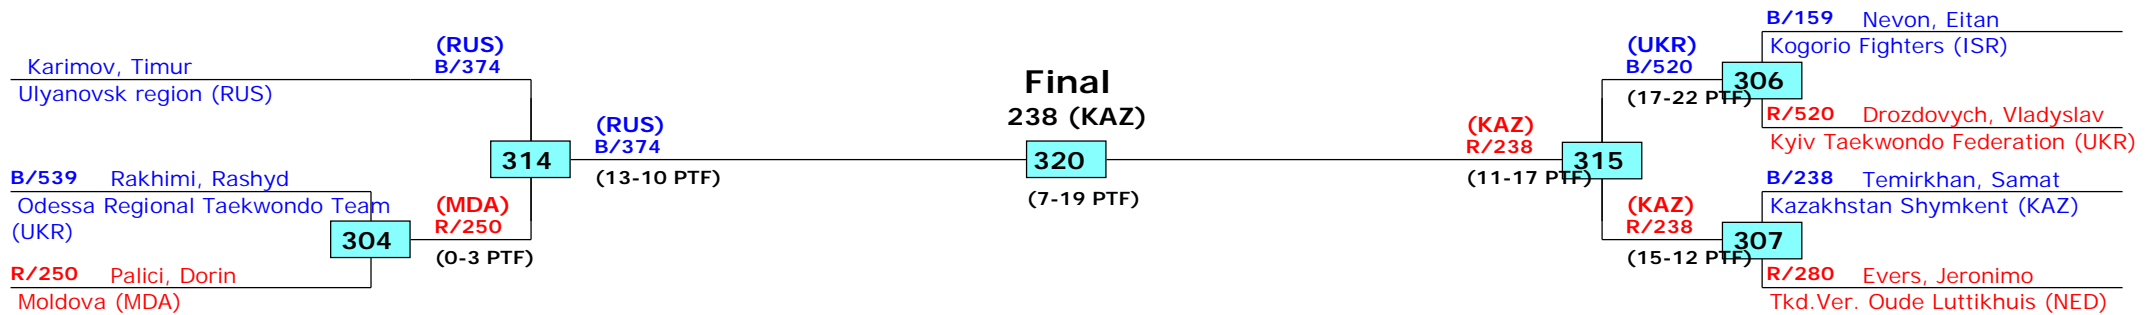 Karimov, Timur
Ulyanovsk region (RUS)
(RUS)
B/374
B/539 Rakhimi, Rashyd
Odessa Regional Taekwondo Team
(UKR)
304
R/250 Palici, Dorin
Moldova (MDA)
(MDA)
R/250
(0-3 PTF)
314
(RUS)
B/374
(13-10 PTF)
Final
238 (KAZ)
320
(7-19 PTF)
(KAZ)
R/238
(11-17 PTF)
315
(UKR)
B/520
(17-22 PTF)
306
B/159 Nevon, Eitan
Kogorio Fighters (ISR)
R/520 Drozdovych, Vladyslav
Kyiv Taekwondo Federation (UKR)
(KAZ)
R/238
(15-12 PTF)
307
B/238 Temirkhan, Samat
Kazakhstan Shymkent (KAZ)
R/280 Evers, Jeronimo
Tkd.Ver. Oude Luttikhuis (NED)